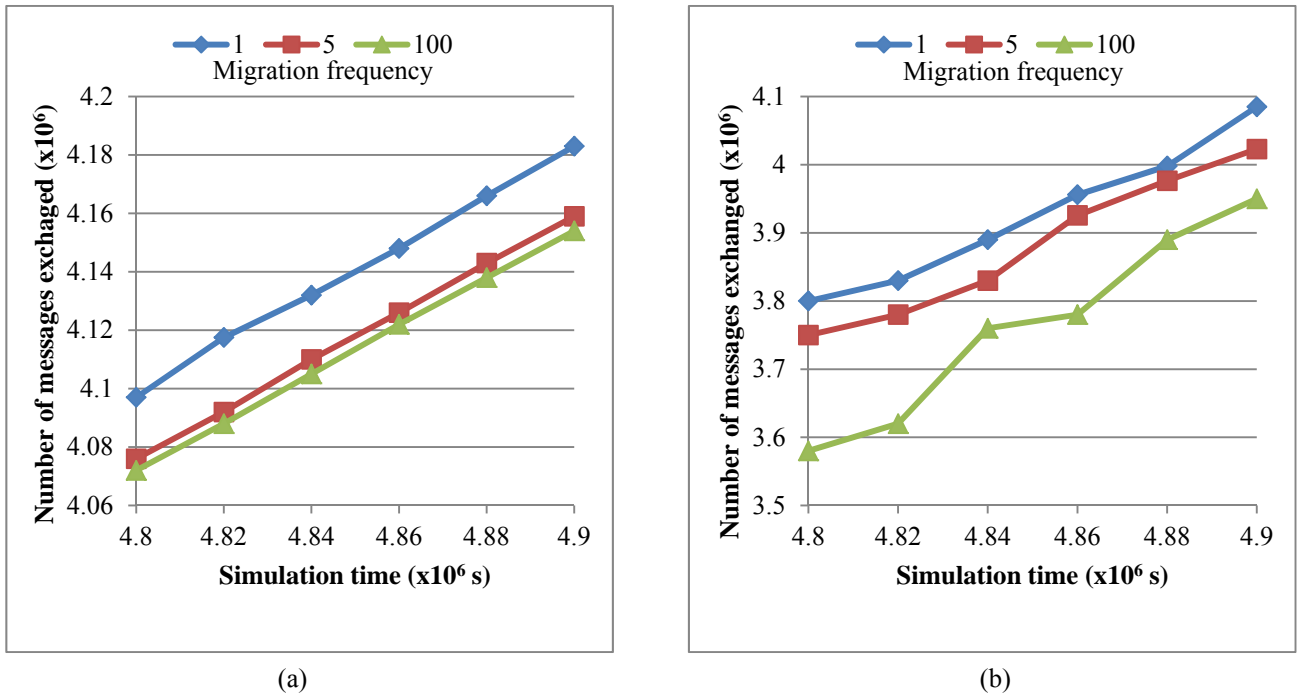 1 5 100
Migration frequency
Number of messages exchanged (x10⁶)
4.2
4.18
4.16
4.14
4.12
4.1
4.08
4.06
4.8 4.82 4.84 4.86 4.88 4.9
Simulation time (x10⁶ s)
(a)
1 5 100
Migration frequency
Number of messages exchanged (x10⁶)
4.1
4
3.9
3.8
3.7
3.6
3.5
4.8 4.82 4.84 4.86 4.88 4.9
Simulation time (x10⁶ s)
(b)